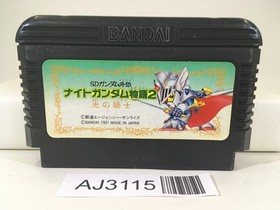 BANDAI
SDガンダム外伝
ナイトガンダム物語2
光の騎士
©創通エージェンシー・サンライズ
©BANDAI 1991 MADE IN JAPAN
AJ3115